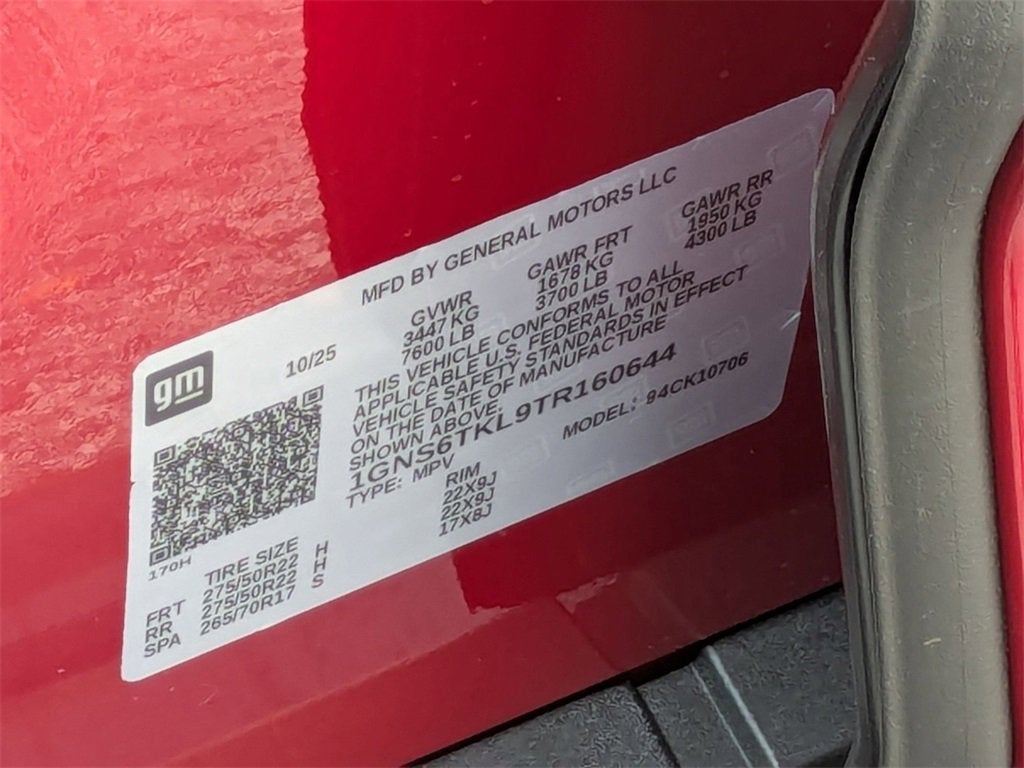 MFD BY GENERAL MOTORS LLC
gm
10/25
GVWR GAWR FRT GAWR RR
3447 KG 1678 KG 1950 KG
7600 LB 3700 LB 4300 LB
THIS VEHICLE CONFORMS TO ALL
APPLICABLE U.S. FEDERAL MOTOR
VEHICLE SAFETY STANDARDS IN EFFECT
ON THE DATE OF MANUFACTURE
SHOWN ABOVE.
1GNS6TKL9TR160644
TYPE: MPV MODEL: 94CK10706
170H
TIRE SIZE RIM
FRT 275/50R22 H 22X9J
RR 275/50R22 H 22X9J
SPA 265/70R17 S 17X8J